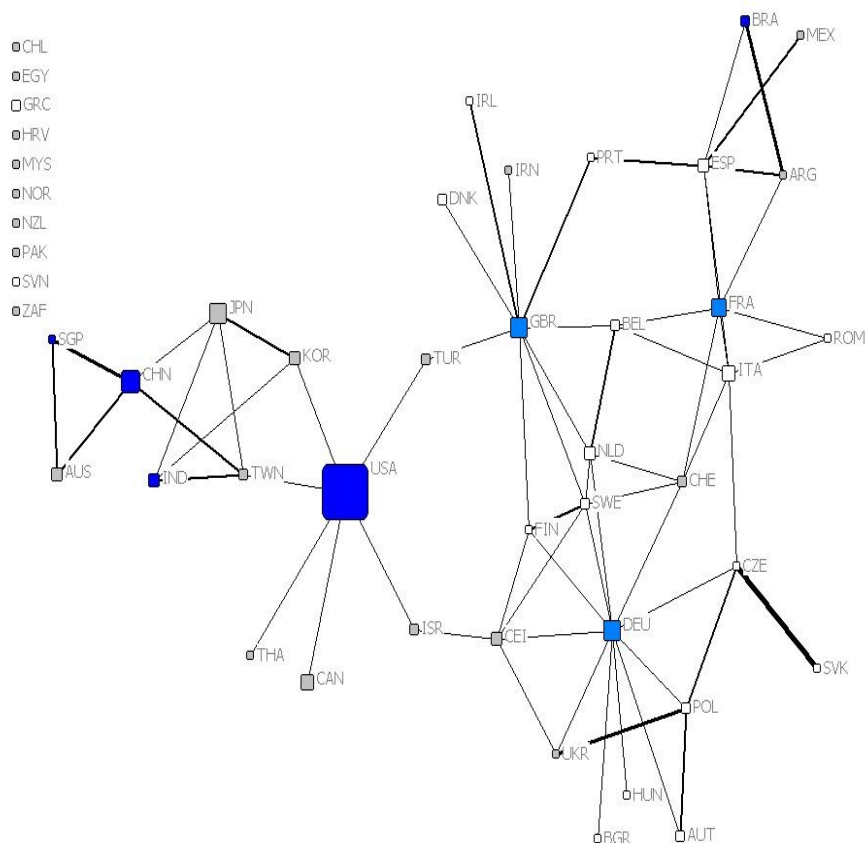 CHL
EGY
GRC
HRV
MYS
NOR
NZL
PAK
SVN
ZAF
BRA
MEX
IRL
PRT
ESP
IRN
ARG
DNK
JPN
FRA
GBR
BEL
SGP
ROM
KOR
TUR
CHN
ITA
NLD
USA
AUS
IND
TWN
CHE
SWE
FIN
CZE
ISR
CEI
DEU
THA
CAN
SVK
POL
UKR
HUN
BGR
AUT